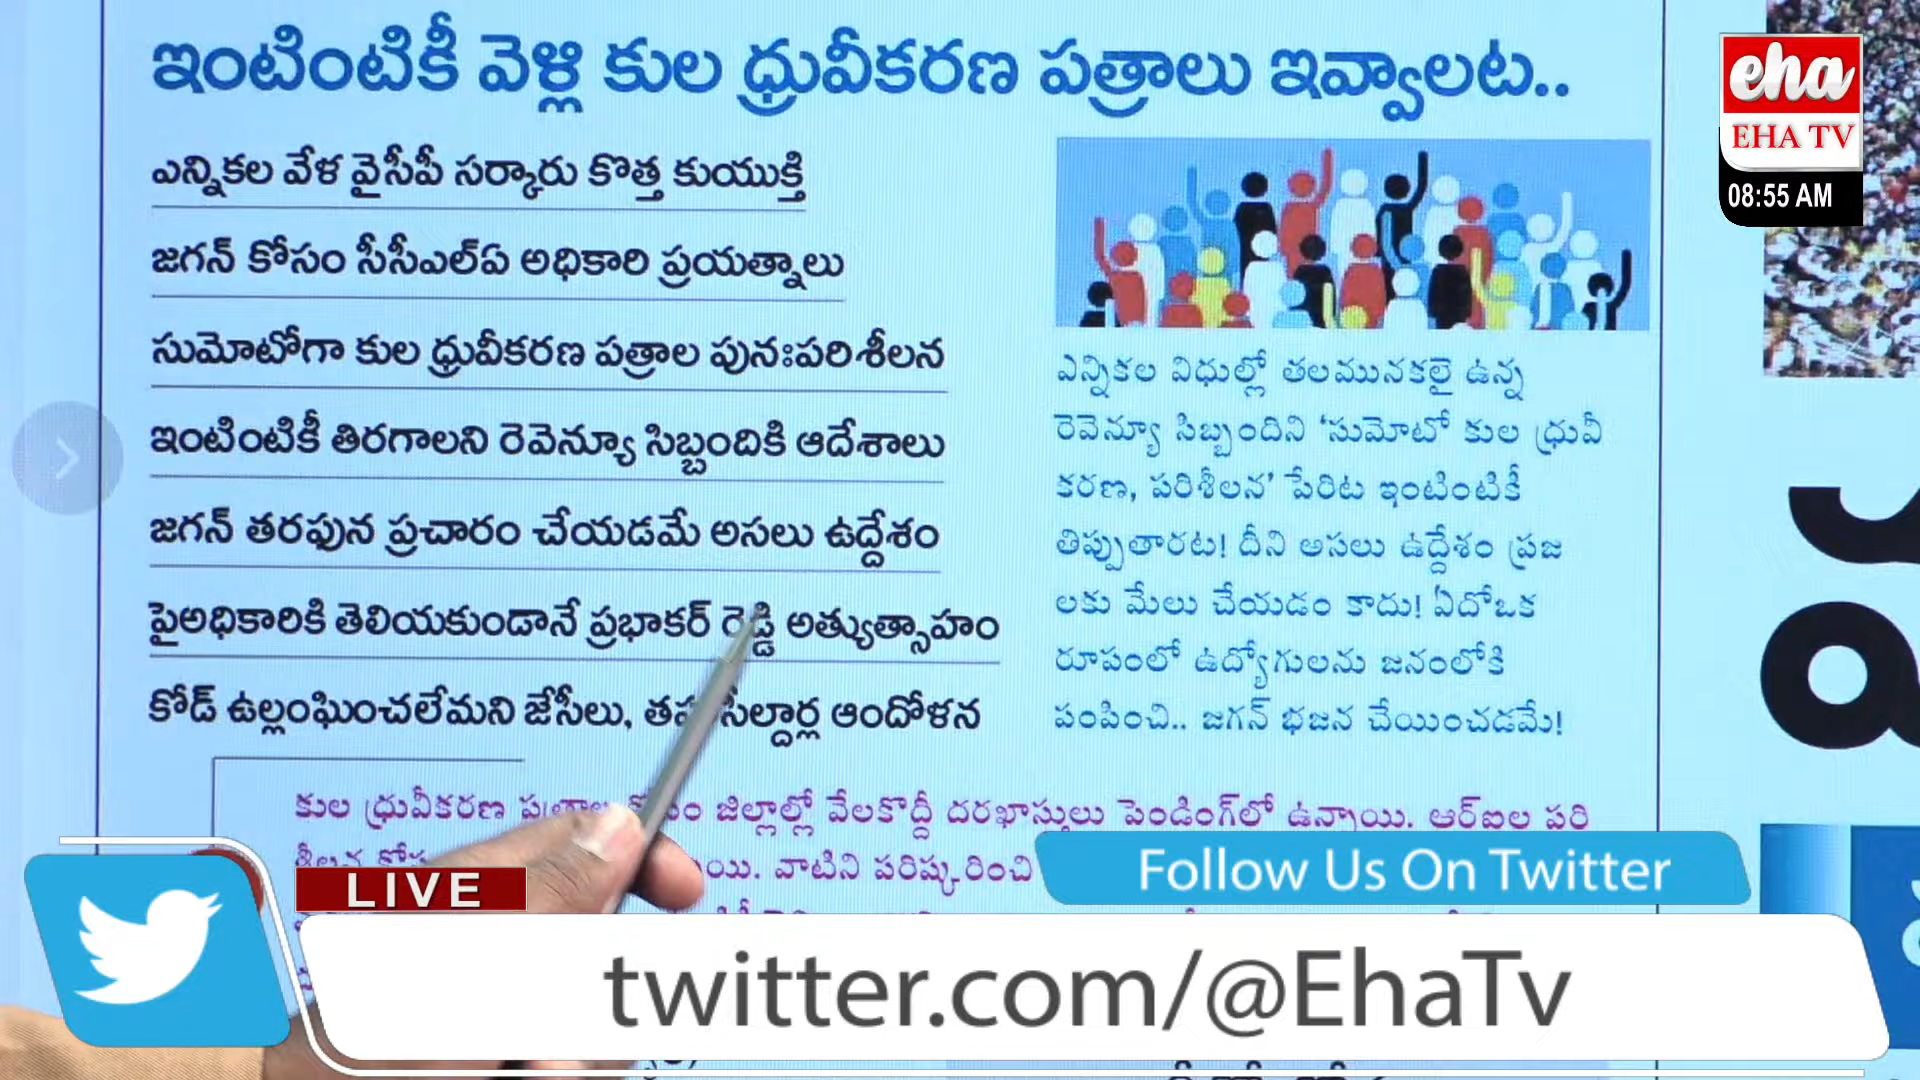 ఇంటింటికీ వెళ్లి కుల ధ్రువీకరణ పత్రాలు ఇవ్వాలట..
ఎన్నికల వేళ వైసీపీ సర్కారు కొత్త కుయుక్తి
జగన్ కోసం సీసీఎల్ఏ అధికారి ప్రయత్నాలు
సుమోటోగా కుల ధ్రువీకరణ పత్రాల పునఃపరిశీలన
ఇంటింటికీ తిరగాలని రెవెన్యూ సిబ్బందికి ఆదేశాలు
జగన్ తరఫున ప్రచారం చేయడమే అసలు ఉద్దేశం
పైఅధికారికి తెలియకుండానే ప్రభాకర్ రెడ్డి అత్యుత్సాహం
కోడ్ ఉల్లంఘించలేమని జేసీలు, ఆందోళన
ఎన్నికల విధుల్లో తలమునకలై ఉన్న
రెవెన్యూ సిబ్బందిని ‘సుమోటో కుల ధ్రువీ
కరణ, పరిశీలన’ పేరిట ఇంటింటికీ
తిప్పుతారట! దీని అసలు ఉద్దేశం ప్రజ
లకు మేలు చేయడం కాదు! ఏదోఒక
రూపంలో ఉద్యోగులను జనంలోకి
పంపించి.. జగన్ భజన చేయించడమే!
కుల ధ్రువీకరణ జిల్లాల్లో వేలకొద్దీ దరఖాస్తులు పెండింగ్‌లో ఉన్నాయి. ఆర్ఐల పరి
వాటిని పరిష్కరించి
eha
EHA TV
08:55 AM
LIVE
Follow Us On Twitter
twitter.com/@EhaTv